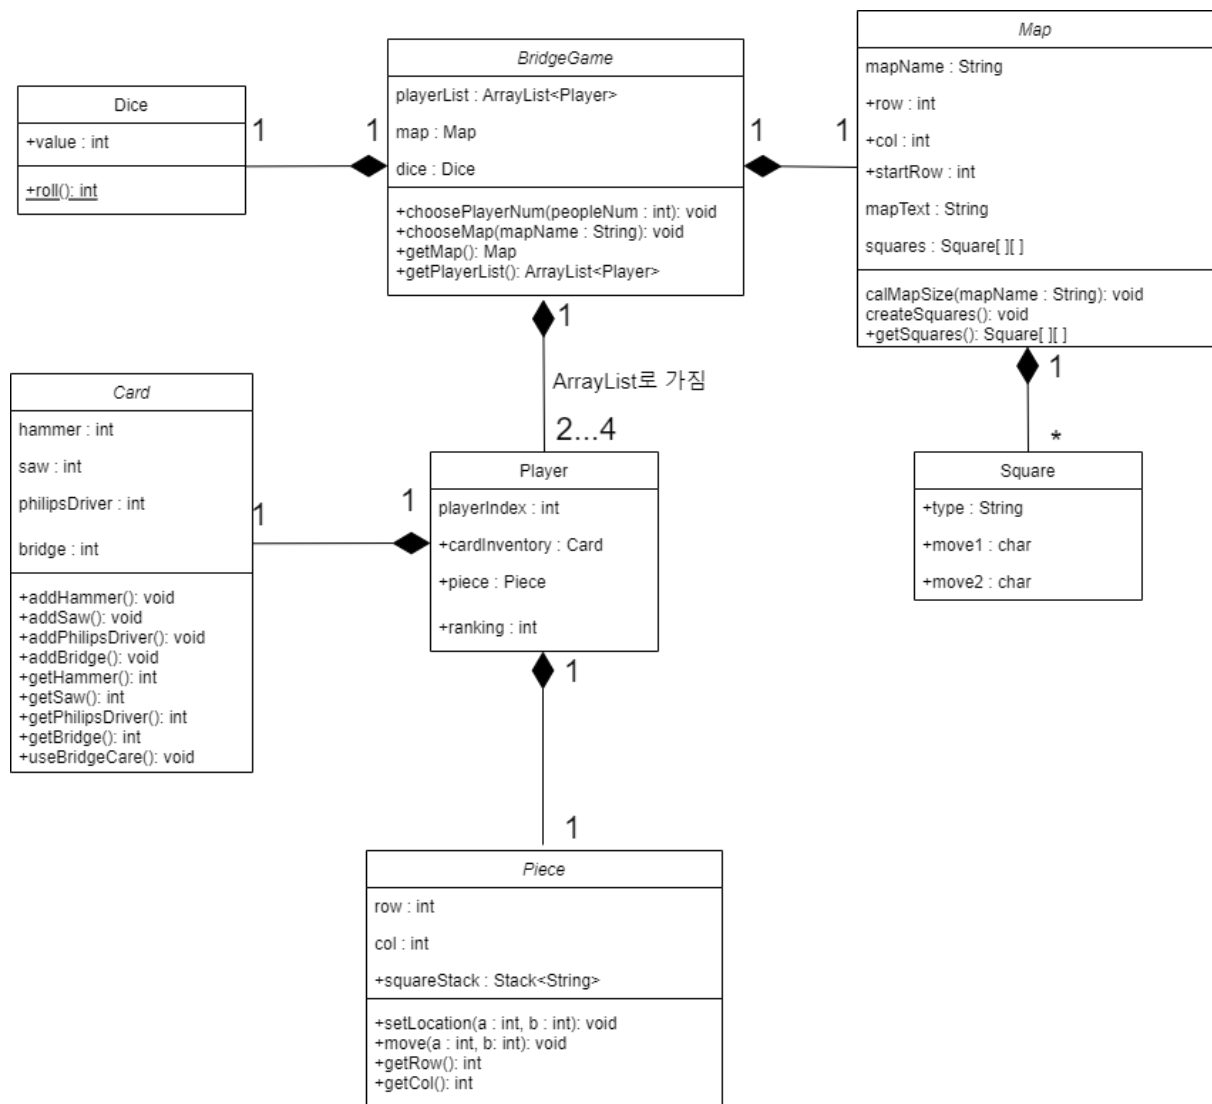 Dice
+value : int
+roll(): int
1
1
BridgeGame
playerList : ArrayList<Player>
map : Map
dice : Dice
+choosePlayerNum(peopleNum : int): void
+chooseMap(mapName : String): void
+getMap(): Map
+getPlayerList(): ArrayList<Player>
1
1
Map
mapName : String
+row : int
+col : int
+startRow : int
mapText : String
squares : Square[ ][ ]
calMapSize(mapName : String): void
createSquares(): void
+getSquares(): Square[ ][ ]
1
ArrayList로 가짐
2...4
1
*
Card
hammer : int
saw : int
philipsDriver : int
bridge : int
+addHammer(): void
+addSaw(): void
+addPhilipsDriver(): void
+addBridge(): void
+getHammer(): int
+getSaw(): int
+getPhilipsDriver(): int
+getBridge(): int
+useBridgeCare(): void
1
1
Player
playerIndex : int
+cardInventory : Card
+piece : Piece
+ranking : int
Square
+type : String
+move1 : char
+move2 : char
1
1
Piece
row : int
col : int
+squareStack : Stack<String>
+setLocation(a : int, b : int): void
+move(a : int, b: int): void
+getRow(): int
+getCol(): int